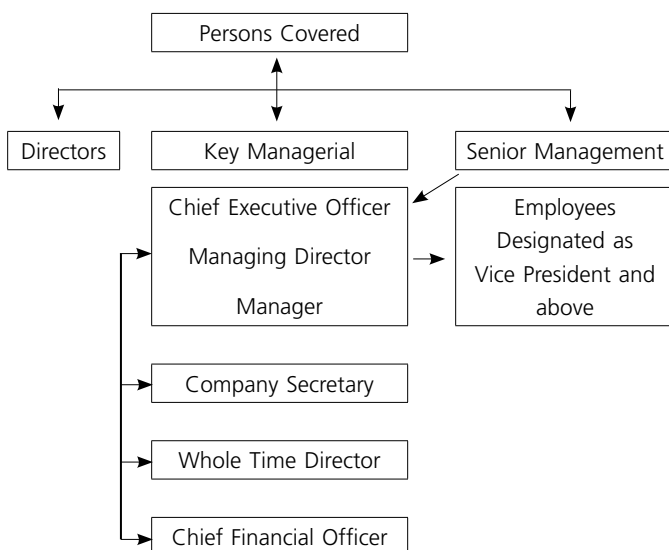 Persons Covered
Directors
Key Managerial
Senior Management
Chief Executive Officer
Managing Director
Manager
Employees
Designated as
Vice President and
above
Company Secretary
Whole Time Director
Chief Financial Officer